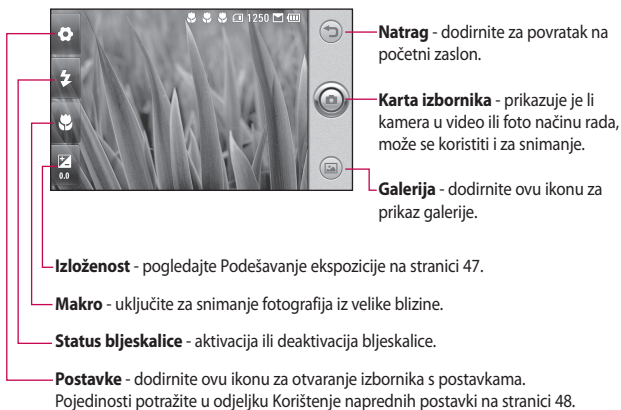 1250
0.0
Natrag - dodirnite za povratak na
početni zaslon.
Karta izbornika - prikazuje je li
kamera u video ili foto načinu rada,
može se koristiti i za snimanje.
Galerija - dodirnite ovu ikonu za
prikaz galerije.
Izloženost - pogledajte Podešavanje ekspozicije na stranici 47.
Makro - uključite za snimanje fotografija iz velike blizine.
Status bljeskalice - aktivacija ili deaktivacija bljeskalice.
Postavke - dodirnite ovu ikonu za otvaranje izbornika s postavkama.
Pojedinosti potražite u odjeljku Korištenje naprednih postavki na stranici 48.